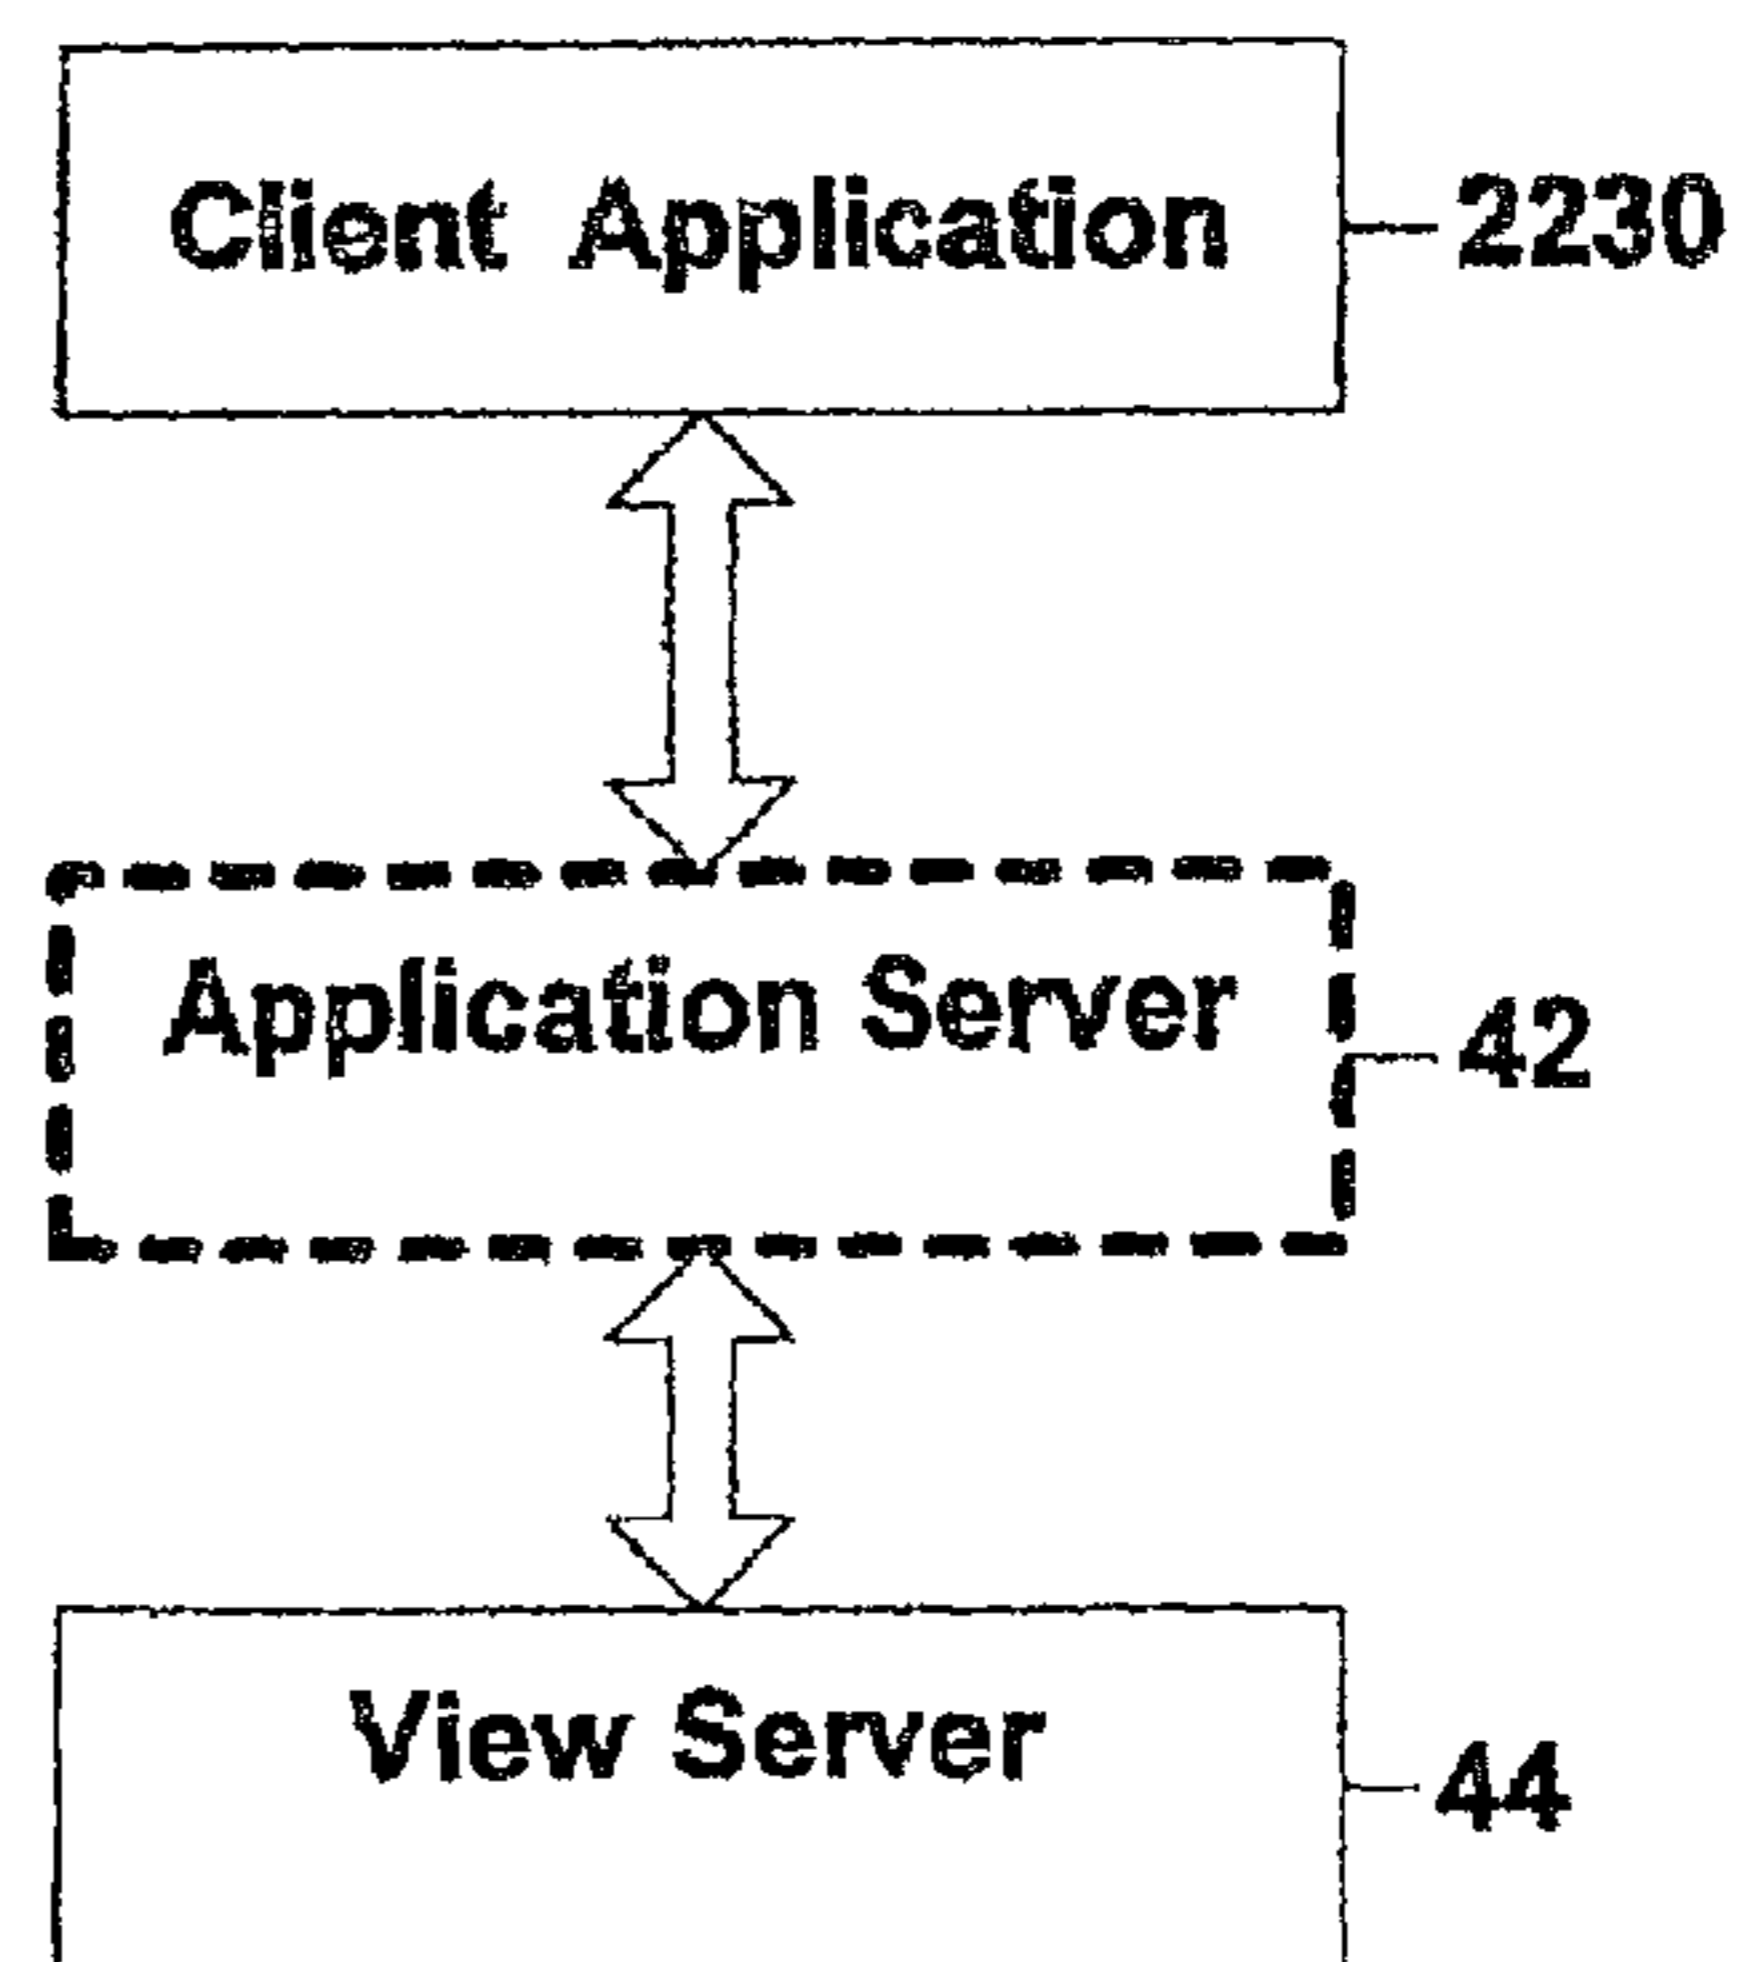 Client Application
2230
Application Server
42
View Server
44